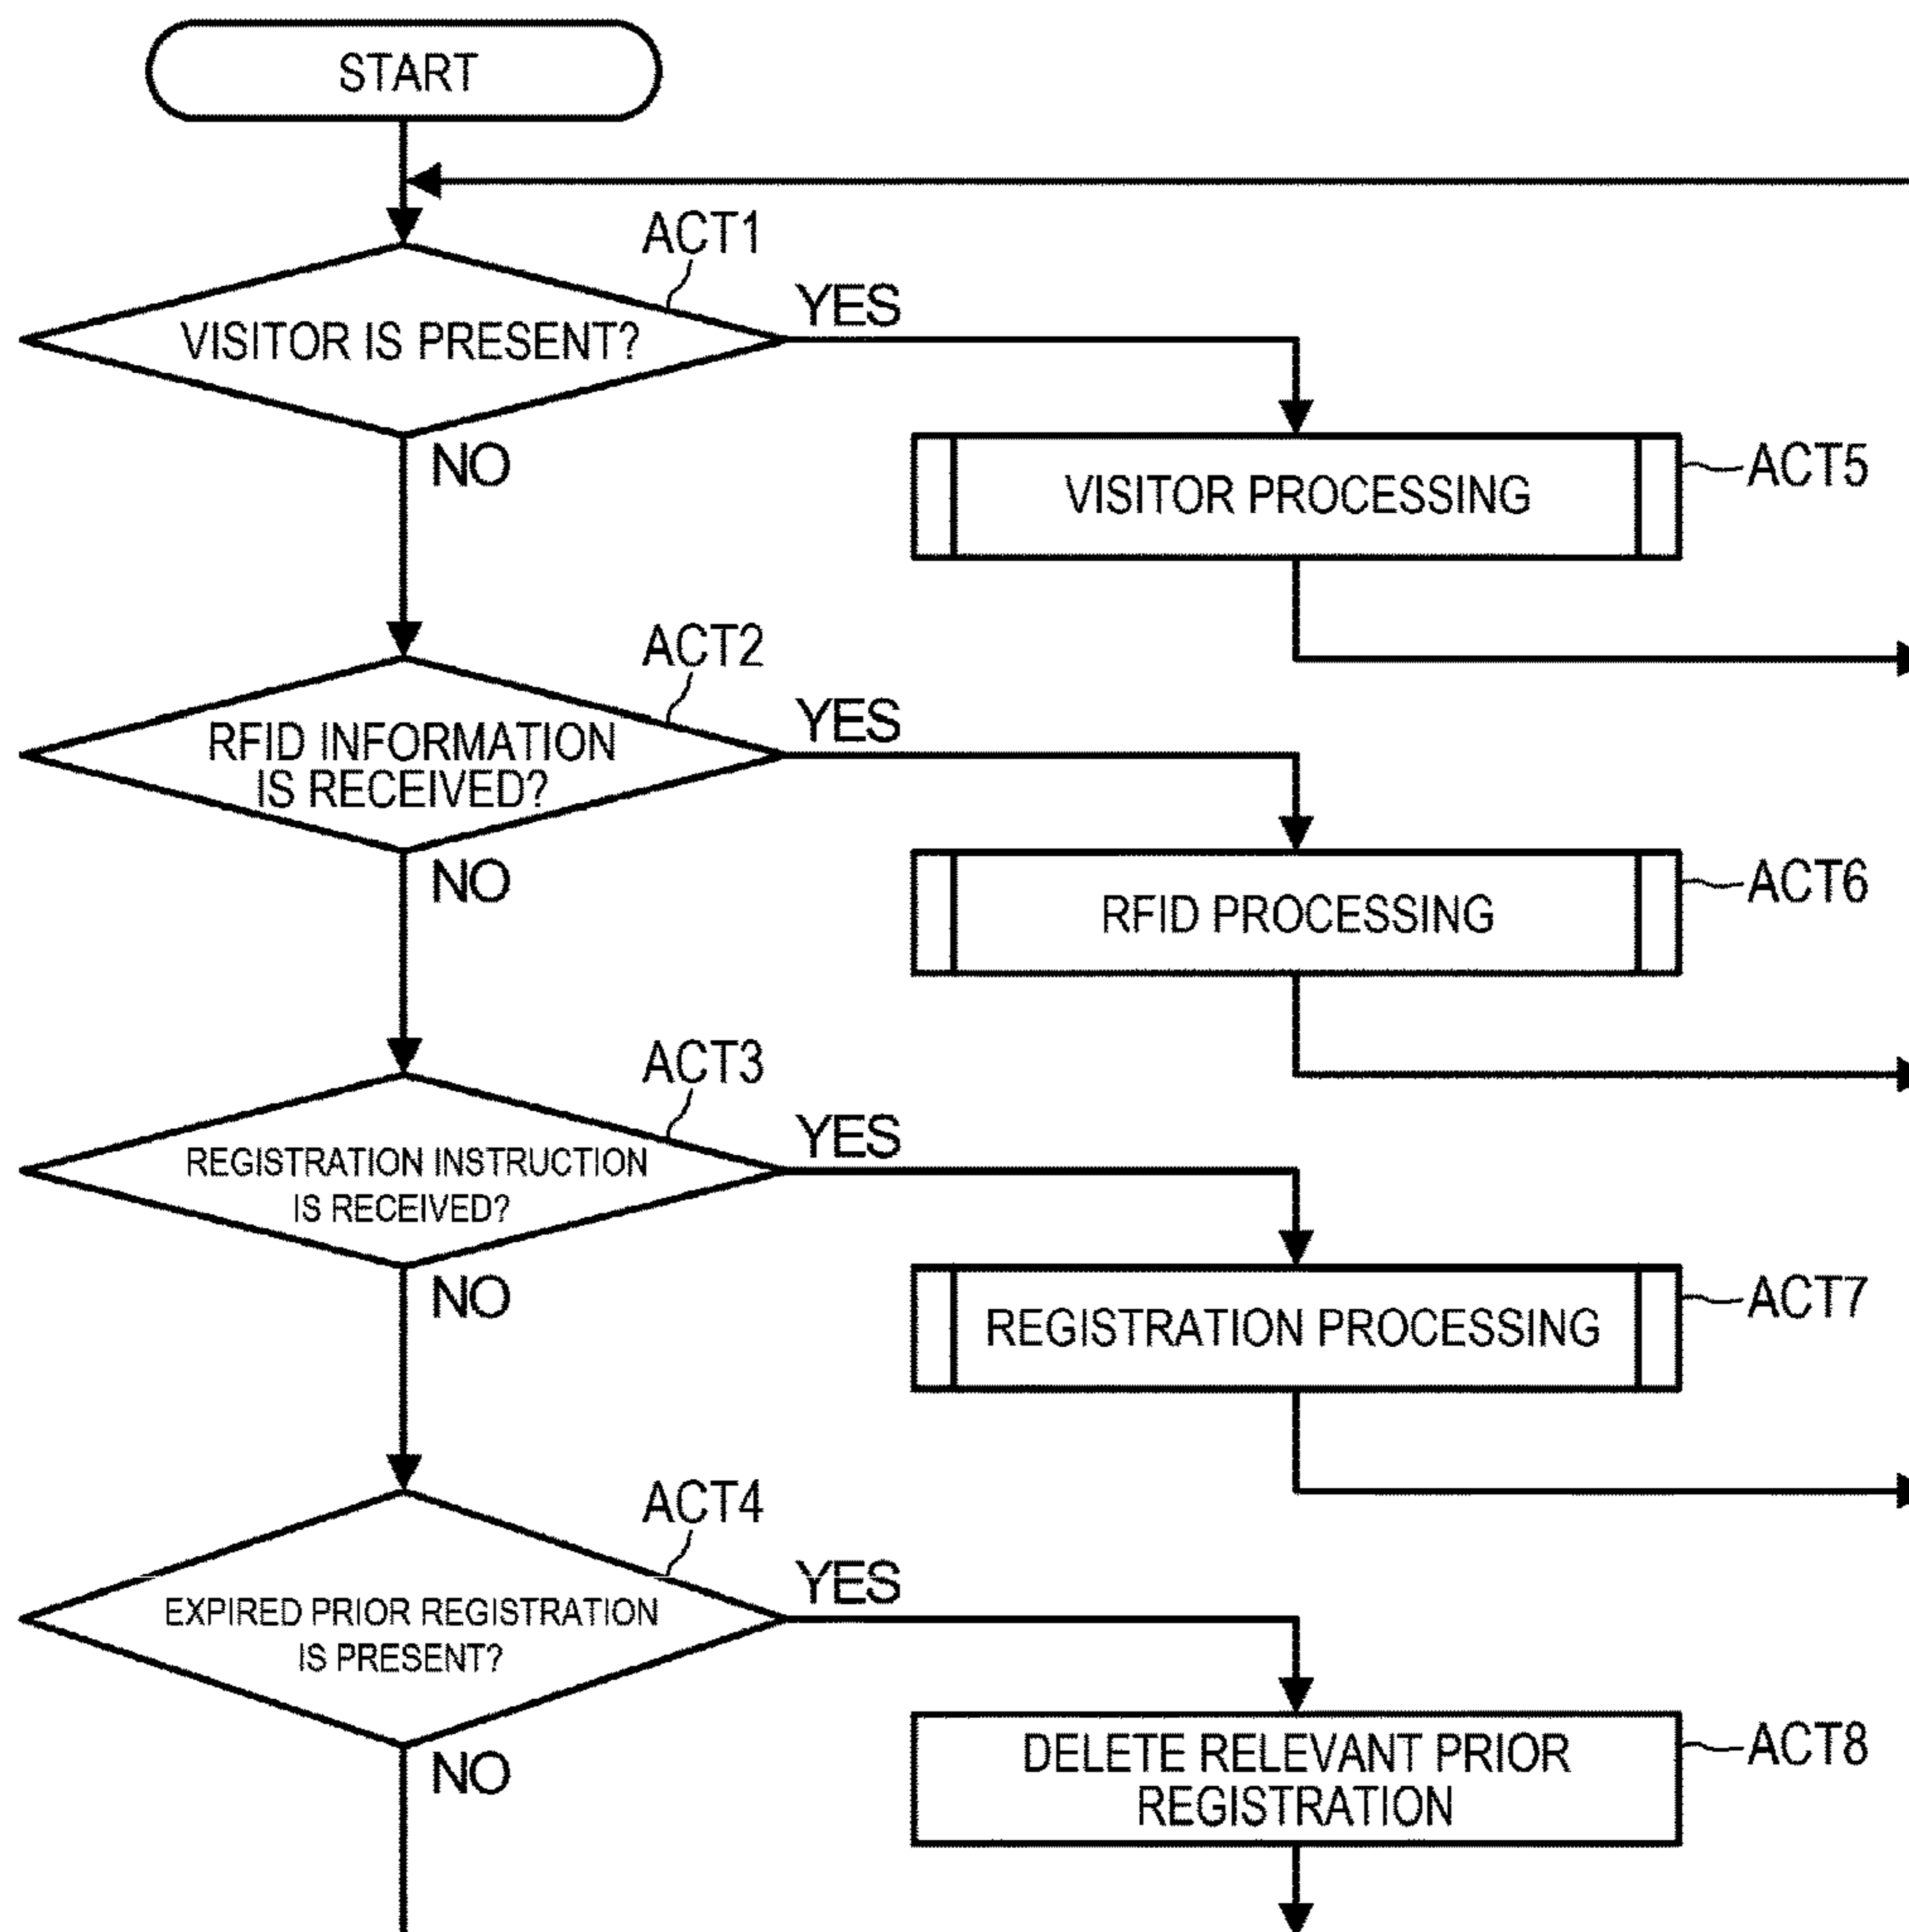 START
ACT1
VISITOR IS PRESENT?
YES
NO
VISITOR PROCESSING
ACT5
ACT2
RFID INFORMATION
IS RECEIVED?
YES
NO
RFID PROCESSING
ACT6
ACT3
REGISTRATION INSTRUCTION
IS RECEIVED?
YES
NO
REGISTRATION PROCESSING
ACT7
ACT4
EXPIRED PRIOR REGISTRATION
IS PRESENT?
YES
NO
DELETE RELEVANT PRIOR
REGISTRATION
ACT8